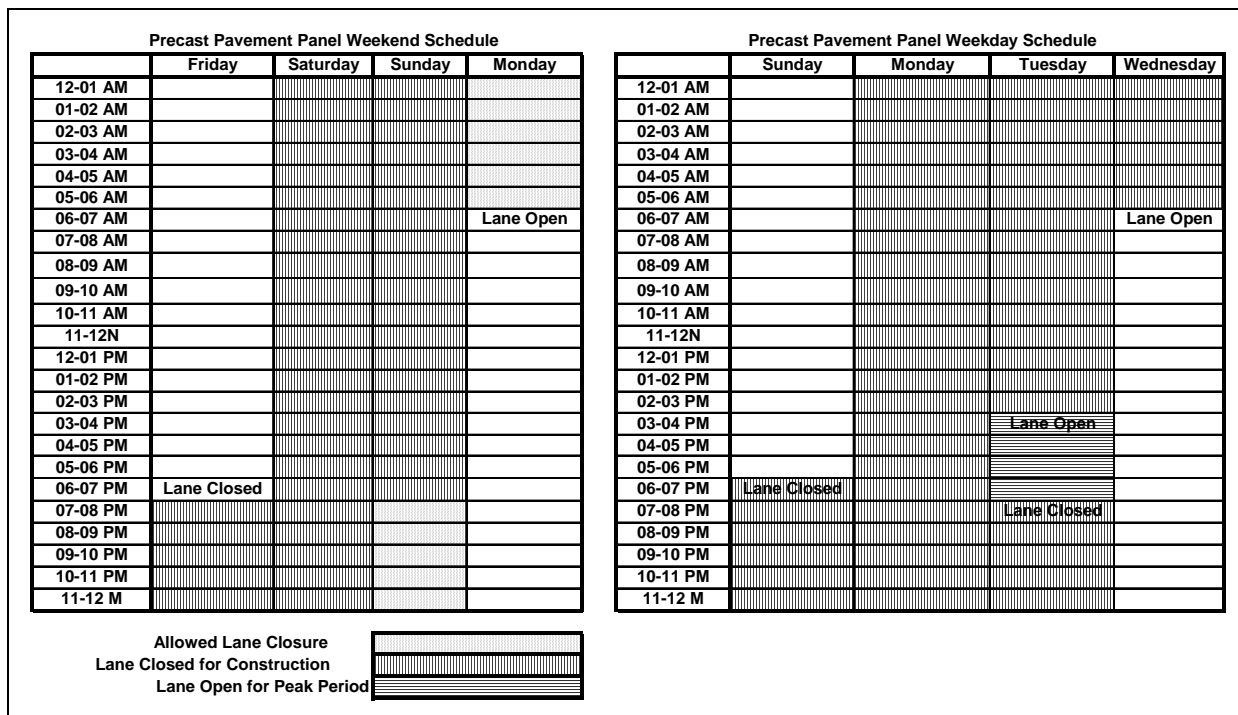 Precast Pavement Panel Weekend Schedule
Friday Saturday Sunday Monday
12-01 AM
01-02 AM
02-03 AM
03-04 AM
04-05 AM
05-06 AM
06-07 AM Lane Open
07-08 AM
08-09 AM
09-10 AM
10-11 AM
11-12N
12-01 PM
01-02 PM
02-03 PM
03-04 PM
04-05 PM
05-06 PM
06-07 PM Lane Closed
07-08 PM
08-09 PM
09-10 PM
10-11 PM
11-12 M
Precast Pavement Panel Weekday Schedule
Sunday Monday Tuesday Wednesday
12-01 AM
01-02 AM
02-03 AM
03-04 AM
04-05 AM
05-06 AM
06-07 AM Lane Open
07-08 AM
08-09 AM
09-10 AM
10-11 AM
11-12N
12-01 PM
01-02 PM
02-03 PM
03-04 PM Lane Open
04-05 PM
05-06 PM
06-07 PM Lane Closed
07-08 PM Lane Closed
08-09 PM
09-10 PM
10-11 PM
11-12 M
Allowed Lane Closure
Lane Closed for Construction
Lane Open for Peak Period